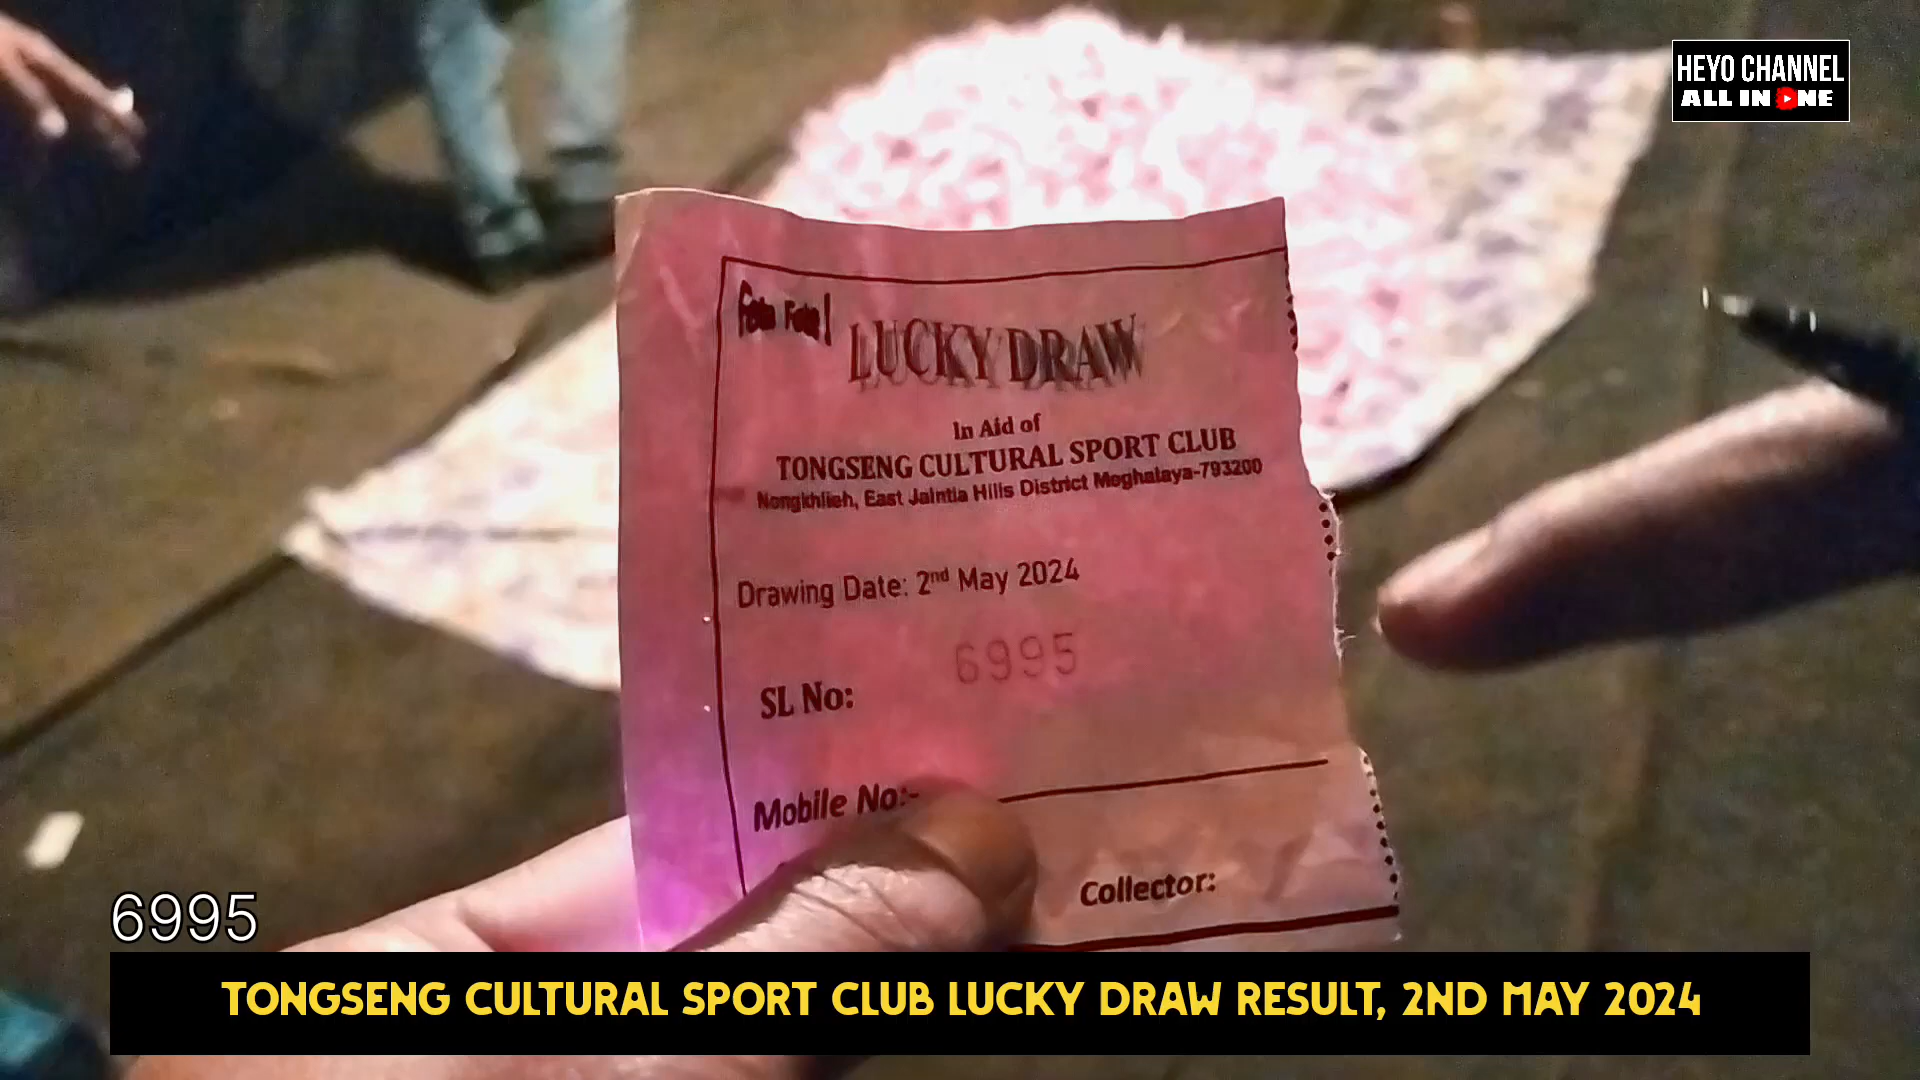 HEYO CHANNEL
ALL IN ONE
LUCKY DRAW
In Aid of
TONGSENG CULTURAL SPORT CLUB
Nongkhlieh, East Jaintia Hills District Meghalaya-793200
Drawing Date: 2nd May 2024
6995
SL No:
Mobile No:-
Collector:
6995
TONGSENG CULTURAL SPORT CLUB LUCKY DRAW RESULT, 2ND MAY 2024